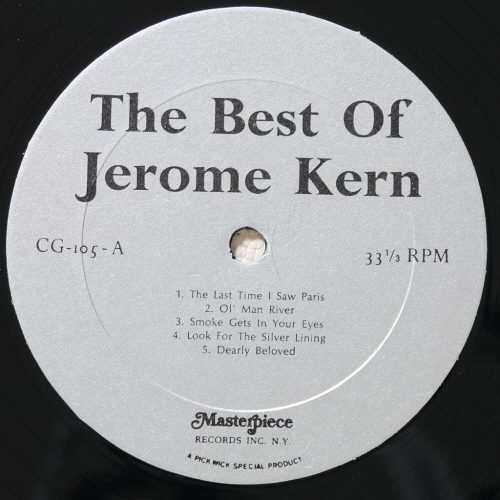 The Best Of
Jerome Kern
CG-105-A
33 1/3 RPM
1. The Last Time I Saw Paris
2. Ol' Man River
3. Smoke Gets In Your Eyes
4. Look For The Silver Lining
5. Dearly Beloved
Masterpiece
RECORDS INC. N.Y.
A PICKWICK SPECIAL PRODUCT